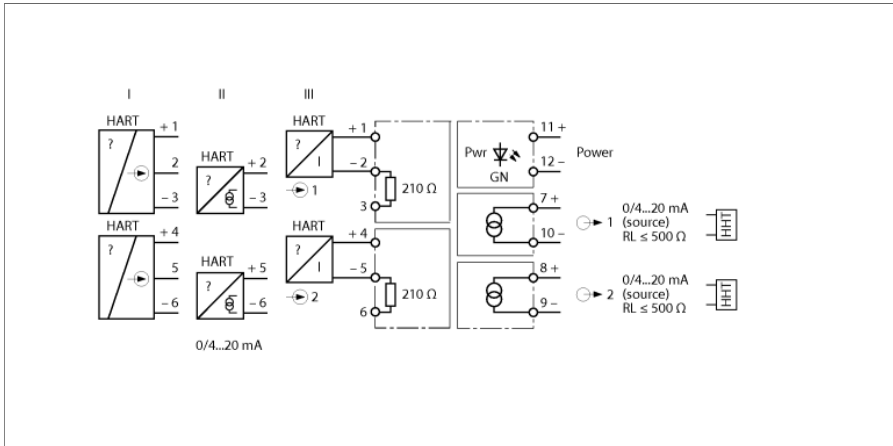 I II III
HART HART
+ 1 + 1 11 +
? HART ? Power
2 + 2 I – 2 Pwr 12 –
? 1 GN
– 3 – 3 210 Ω
3 7 +
0/4...20 mA
1 (source)
HART HART 10 – RL ≤ 500 Ω HHT
+ 4 + 4
? ? 8 +
5 + 5 I – 5 0/4...20 mA
? 2 210 Ω 2 (source)
– 6 – 6 6 9 – RL ≤ 500 Ω HHT
0/4...20 mA